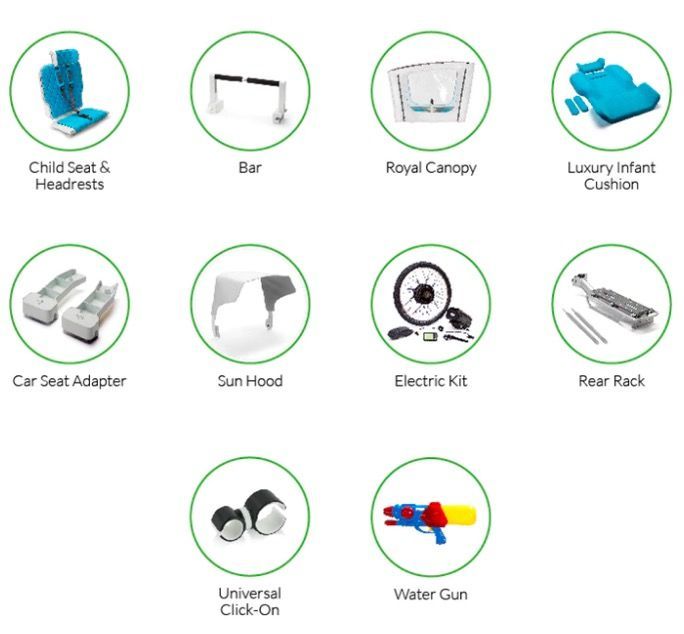 Child Seat &
Headrests
Bar
Royal Canopy
Luxury Infant
Cushion
Car Seat Adapter
Sun Hood
Electric Kit
Rear Rack
Universal
Click-On
Water Gun